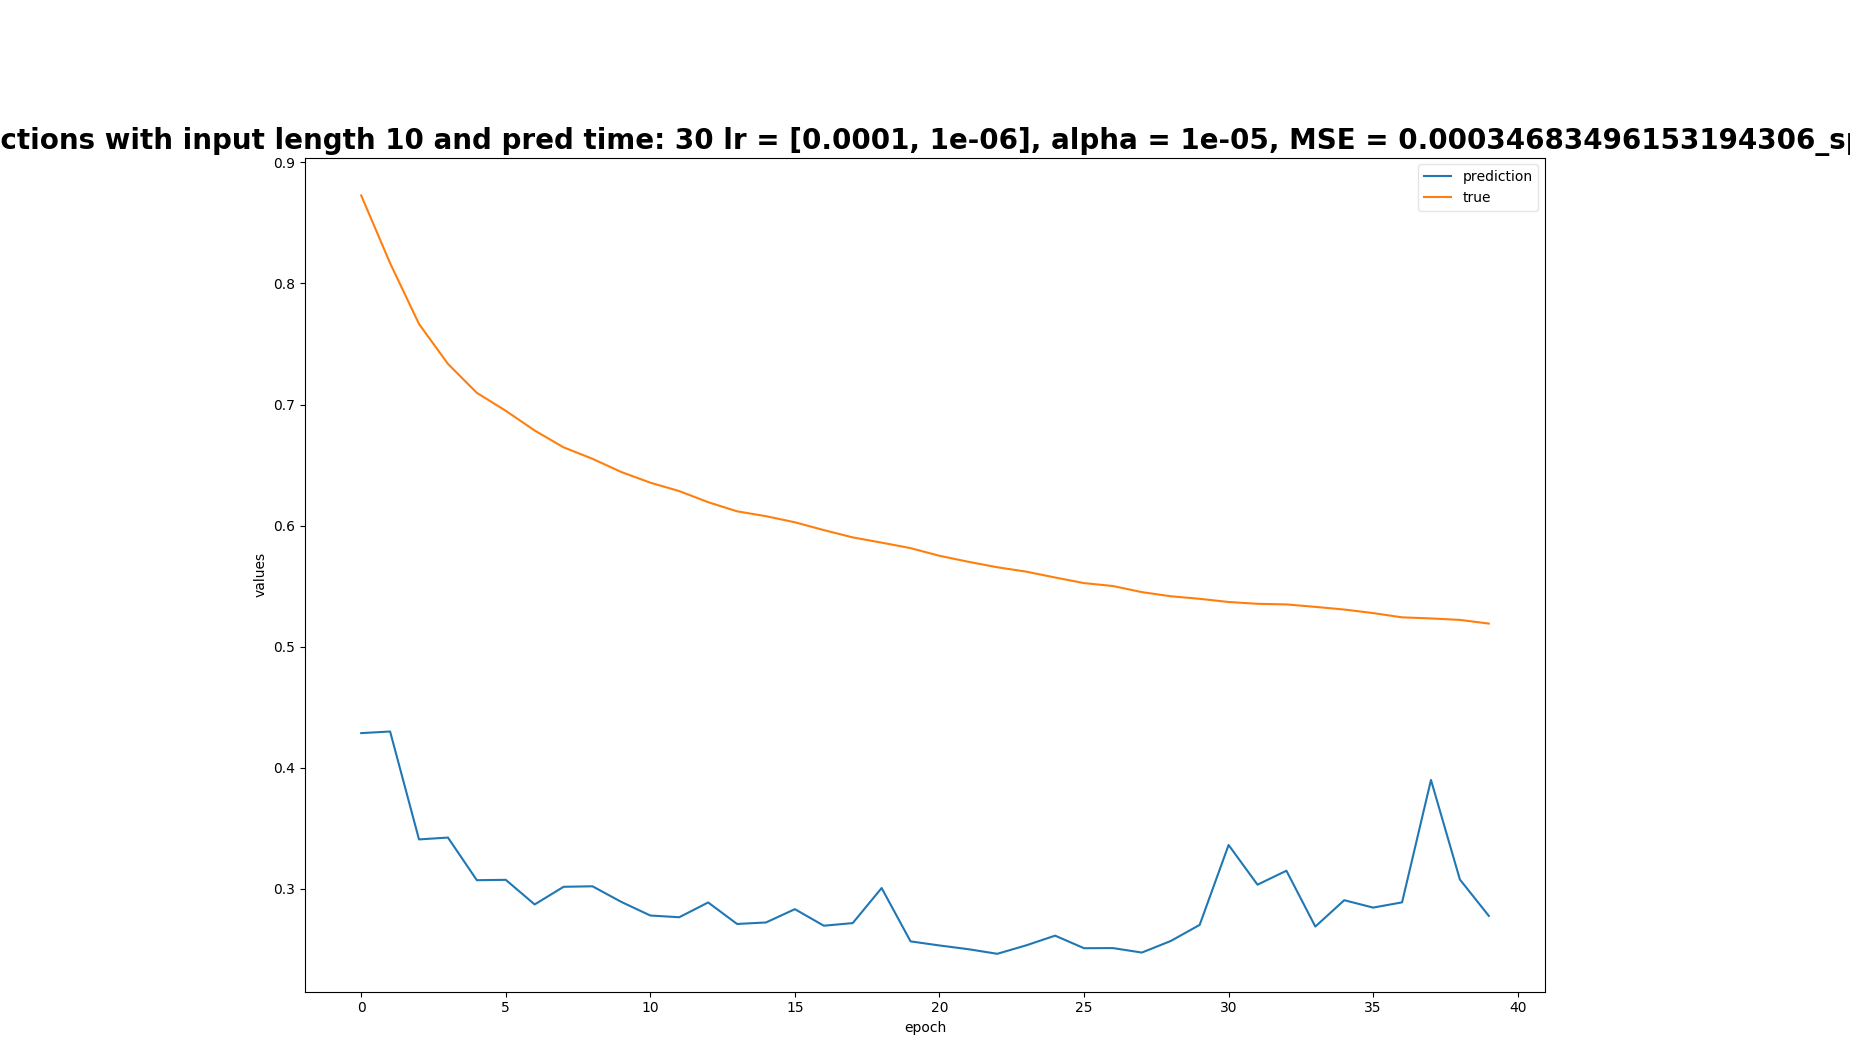 ctions with input length 10 and pred time: 30 lr = [0.0001, 1e-06], alpha = 1e-05, MSE = 0.00034683496153194306_sp
prediction
true
0.9
0.8
0.7
0.6
0.5
0.4
0.3
values
0 5 10 15 20 25 30 35 40
epoch